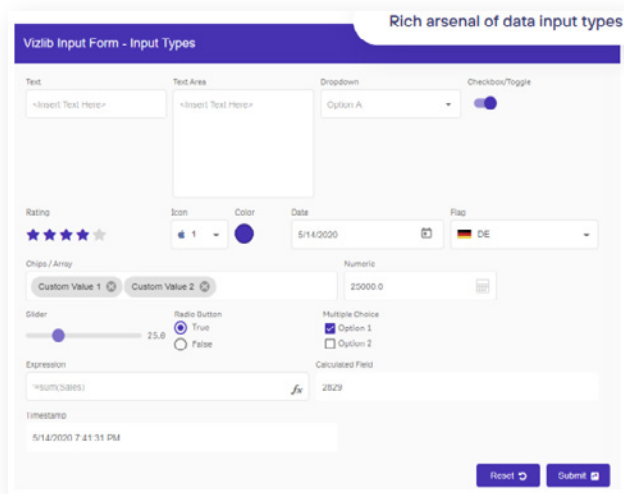 Rich arsenal of data input types
Vizlib Input Form - Input Types
Text
Text Area
Dropdown
Checkbox/Toggle
<Insert Text Here>
<Insert Text Here>
Option A
Rating
Icon
Color
Date
Flag
1
5/14/2020
DE
Chips / Array
Numeric
Custom Value 1
Custom Value 2
25000.0
Slider
Radio Button
Multiple Choice
25.0
True
Option 1
False
Option 2
Expression
Calculated Field
=sum(Sales)
fx
2829
Timestamp
5/14/2020 7:41:31 PM
Reset
Submit